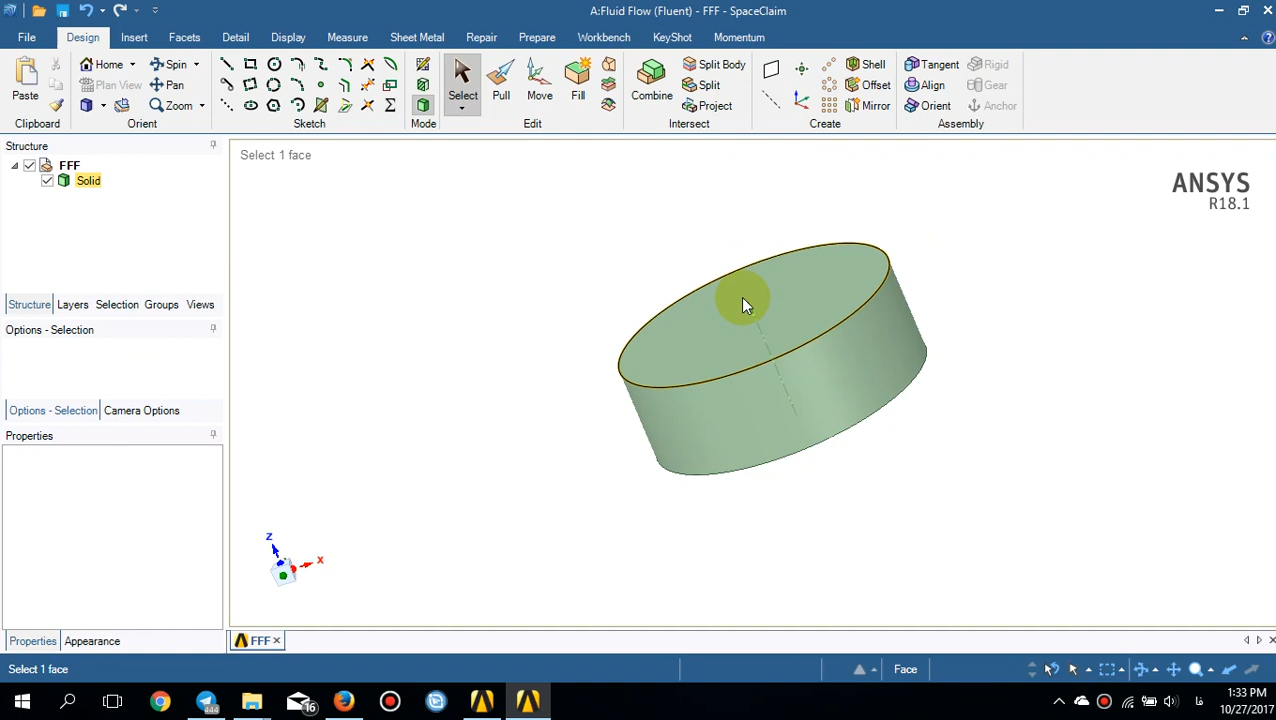 A:Fluid Flow (Fluent) - FFF - SpaceClaim
File Design Insert Facets Detail Display Measure Sheet Metal Repair Prepare Workbench KeyShot Momentum
Home Spin Split Body Shell Tangent Rigid
Plan View Pan Split Offset Align Gear
Paste Select Pull Move Fill Combine
Zoom Project Mirror Orient Anchor
Clipboard Orient Sketch Mode Edit Intersect Create Assembly
Structure
FFF
Solid
Structure Layers Selection Groups Views
Options - Selection
Options - Selection Camera Options
Properties
Properties Appearance
Select 1 face
ANSYS
R18.1
Z
X
FFF
Select 1 face
Face
444
16
فا
1:33 PM
10/27/2017